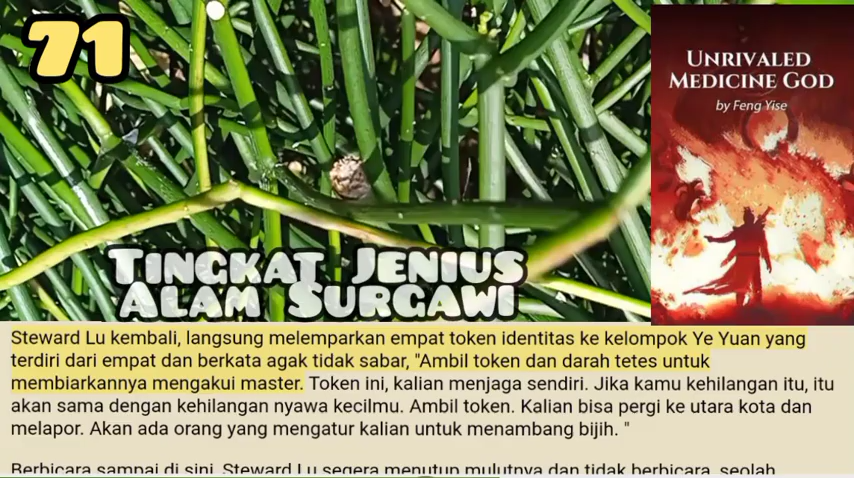 71
UNRIVALED
MEDICINE GOD
by Feng Yise
TINGKAT JENIUS
ALAM SURGAWI
Steward Lu kembali, langsung melemparkan empat token identitas ke kelompok Ye Yuan yang
terdiri dari empat dan berkata agak tidak sabar, "Ambil token dan darah tetes untuk
membiarkannya mengakui master. Token ini, kalian menjaga sendiri. Jika kamu kehilangan itu, itu
akan sama dengan kehilangan nyawa kecilmu. Ambil token. Kalian bisa pergi ke utara kota dan
melapor. Akan ada orang yang mengatur kalian untuk menambang bijih. "
Berbicara sampai di sini, Steward Lu segera menutup mulutnya dan tidak berbicara, seolah